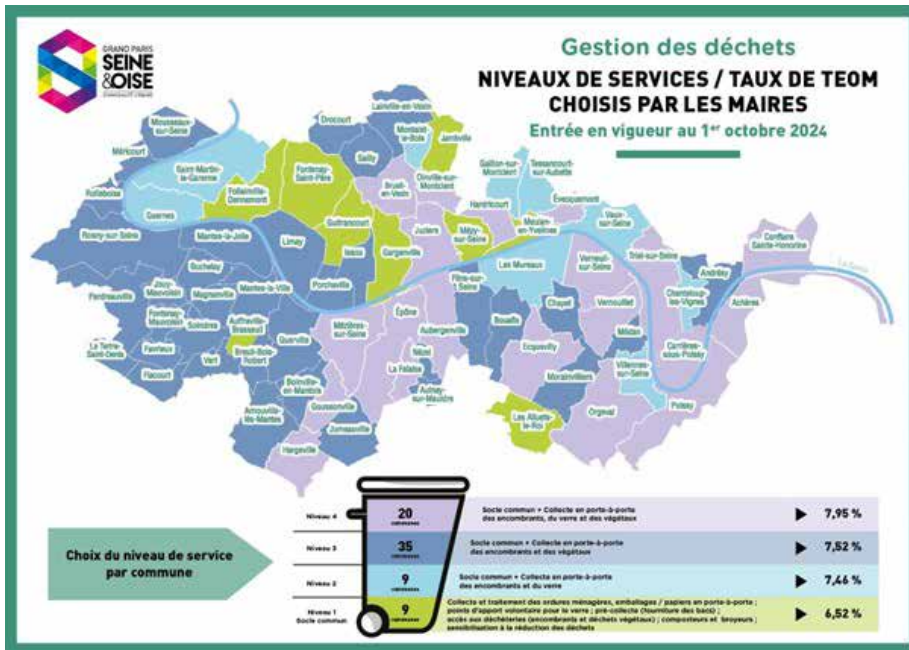 GRAND PARIS
SEINE
&OISE
COMMUNAUTÉ URBAINE
Gestion des déchets
NIVEAUX DE SERVICES / TAUX DE TEOM
CHOISIS PAR LES MAIRES
Entrée en vigueur au 1er octobre 2024
Lainville-en-Vexin
Mousseaux-sur-Seine
Drocourt
Montalet-le-Bois
Jambville
Méricourt
Sailly
Saint-Martin-la-Garenne
Fontenay-Saint-Père
Oinville-sur-Montcient
Gaillon-sur-Montcient
Tessancourt-sur-Aubette
Rolleboise
Follainville-Dennemont
Brueil-en-Vexin
Hardricourt
Évecquemont
Guernes
Guitrancourt
Juziers
Mézy-sur-Seine
Meulan-en-Yvelines
Vaux-sur-Seine
Conflans Sainte-Honorine
Rosny sur Seine
Mantes-la-Jolie
Limay
Issou
Gargenville
Les Mureaux
Verneuil-sur-Seine
Triel-sur-Seine
La Seine
Buchelay
Flins-sur Seine
Andrésy
Perdreauville
Jouy-Mauvoisin
Magnanville
Mantes-la-Ville
Porcheville
Chapet
Vernouillet
Chanteloup-les-Vignes
Achères
Fontenay-Mauvoisin
Soindres
Auffreville-Brasseuil
Mézières-sur-Seine
Épône
Aubergenville
Bouafle
Médan
Carrières-sous-Poissy
La Terre-Saint-Denis
Favrieux
Vert
Breuil-Bois-Robert
Guerville
Nézel
Ecquevilly
Flacourt
La Falaise
Morainvilliers
Villennes-sur-Seine
Boinville-en-Mantois
Aulnay-sur-Mauldre
Arnouville-lès-Mantes
Goussonville
Les Alluets-le-Roi
Orgeval
Poissy
Jumeauville
Hargeville
Choix du niveau de service
par commune
Niveau 4
20
communes
Socle commun + Collecte en porte-à-porte
des encombrants, du verre et des végétaux
7,95 %
Niveau 3
35
communes
Socle commun + Collecte en porte-à-porte
des encombrants et des végétaux
7,52 %
Niveau 2
9
communes
Socle commun + Collecte en porte-à-porte
des encombrants et du verre
7,46 %
Niveau 1
Socle commun
9
communes
Collecte et traitement des ordures ménagères, emballages / papiers en porte-à-porte ;
points d'apport volontaire pour le verre ; pré-collecte (fourniture des bacs) ;
accès aux déchèteries (encombrants et déchets végétaux) ; composteurs et broyeurs ;
sensibilisation à la réduction des déchets
6,52 %